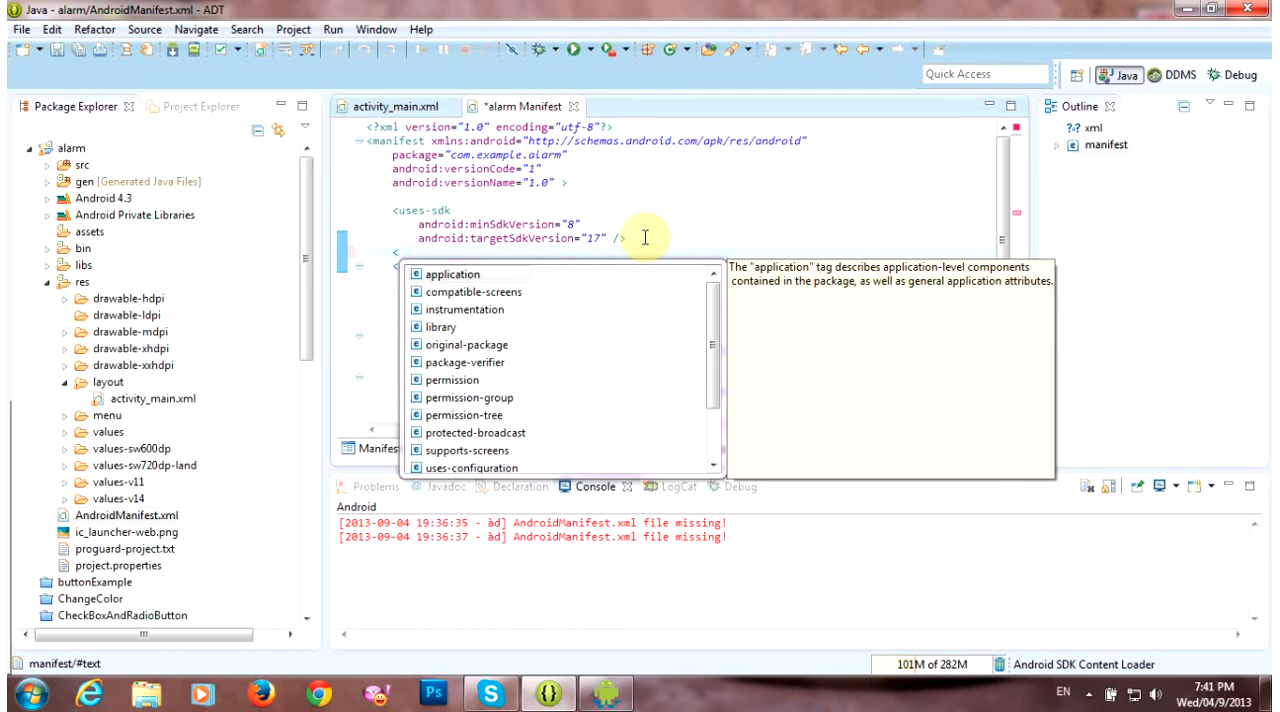 Java - alarm/AndroidManifest.xml - ADT
File Edit Refactor Source Navigate Search Project Run Window Help
Quick Access
Java DDMS Debug
Package Explorer Project Explorer
activity_main.xml *alarm Manifest
Outline
alarm
src
gen [Generated Java Files]
Android 4.3
Android Private Libraries
assets
bin
libs
res
drawable-hdpi
drawable-ldpi
drawable-mdpi
drawable-xhdpi
drawable-xxhdpi
layout
activity_main.xml
menu
values
values-sw600dp
values-sw720dp-land
values-v11
values-v14
AndroidManifest.xml
ic_launcher-web.png
proguard-project.txt
project.properties
buttonExample
ChangeColor
CheckBoxAndRadioButton
<?xml version="1.0" encoding="utf-8"?>
<manifest xmlns:android="http://schemas.android.com/apk/res/android"
package="com.example.alarm"
android:versionCode="1"
android:versionName="1.0" >
<uses-sdk
android:minSdkVersion="8"
android:targetSdkVersion="17" />
<
<
application
compatible-screens
instrumentation
library
original-package
package-verifier
permission
permission-group
permission-tree
protected-broadcast
supports-screens
uses-configuration
The "application" tag describes application-level components
contained in the package, as well as general application attributes.
Manifest
?-? xml
manifest
Problems Javadoc Declaration Console LogCat Debug
Android
[2013-09-04 19:36:35 - àd] AndroidManifest.xml file missing!
[2013-09-04 19:36:37 - àd] AndroidManifest.xml file missing!
manifest/#text
101M of 282M
Android SDK Content Loader
Ps
EN
7:41 PM
Wed/04/9/2013